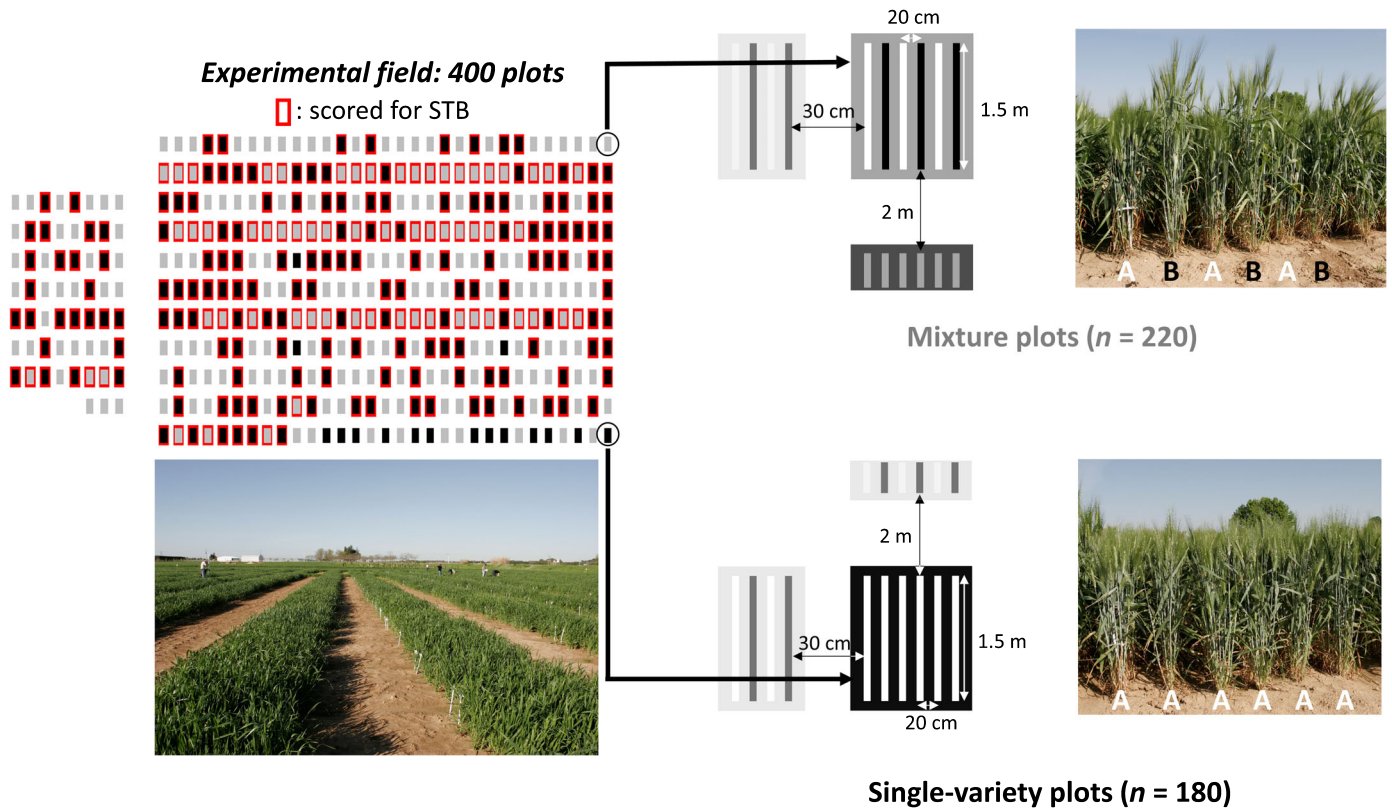 Experimental field: 400 plots
: scored for STB
20 cm
30 cm
1.5 m
2 m
A B A B A B
Mixture plots (n = 220)
2 m
30 cm
1.5 m
20 cm
A A A A A A
Single-variety plots (n = 180)